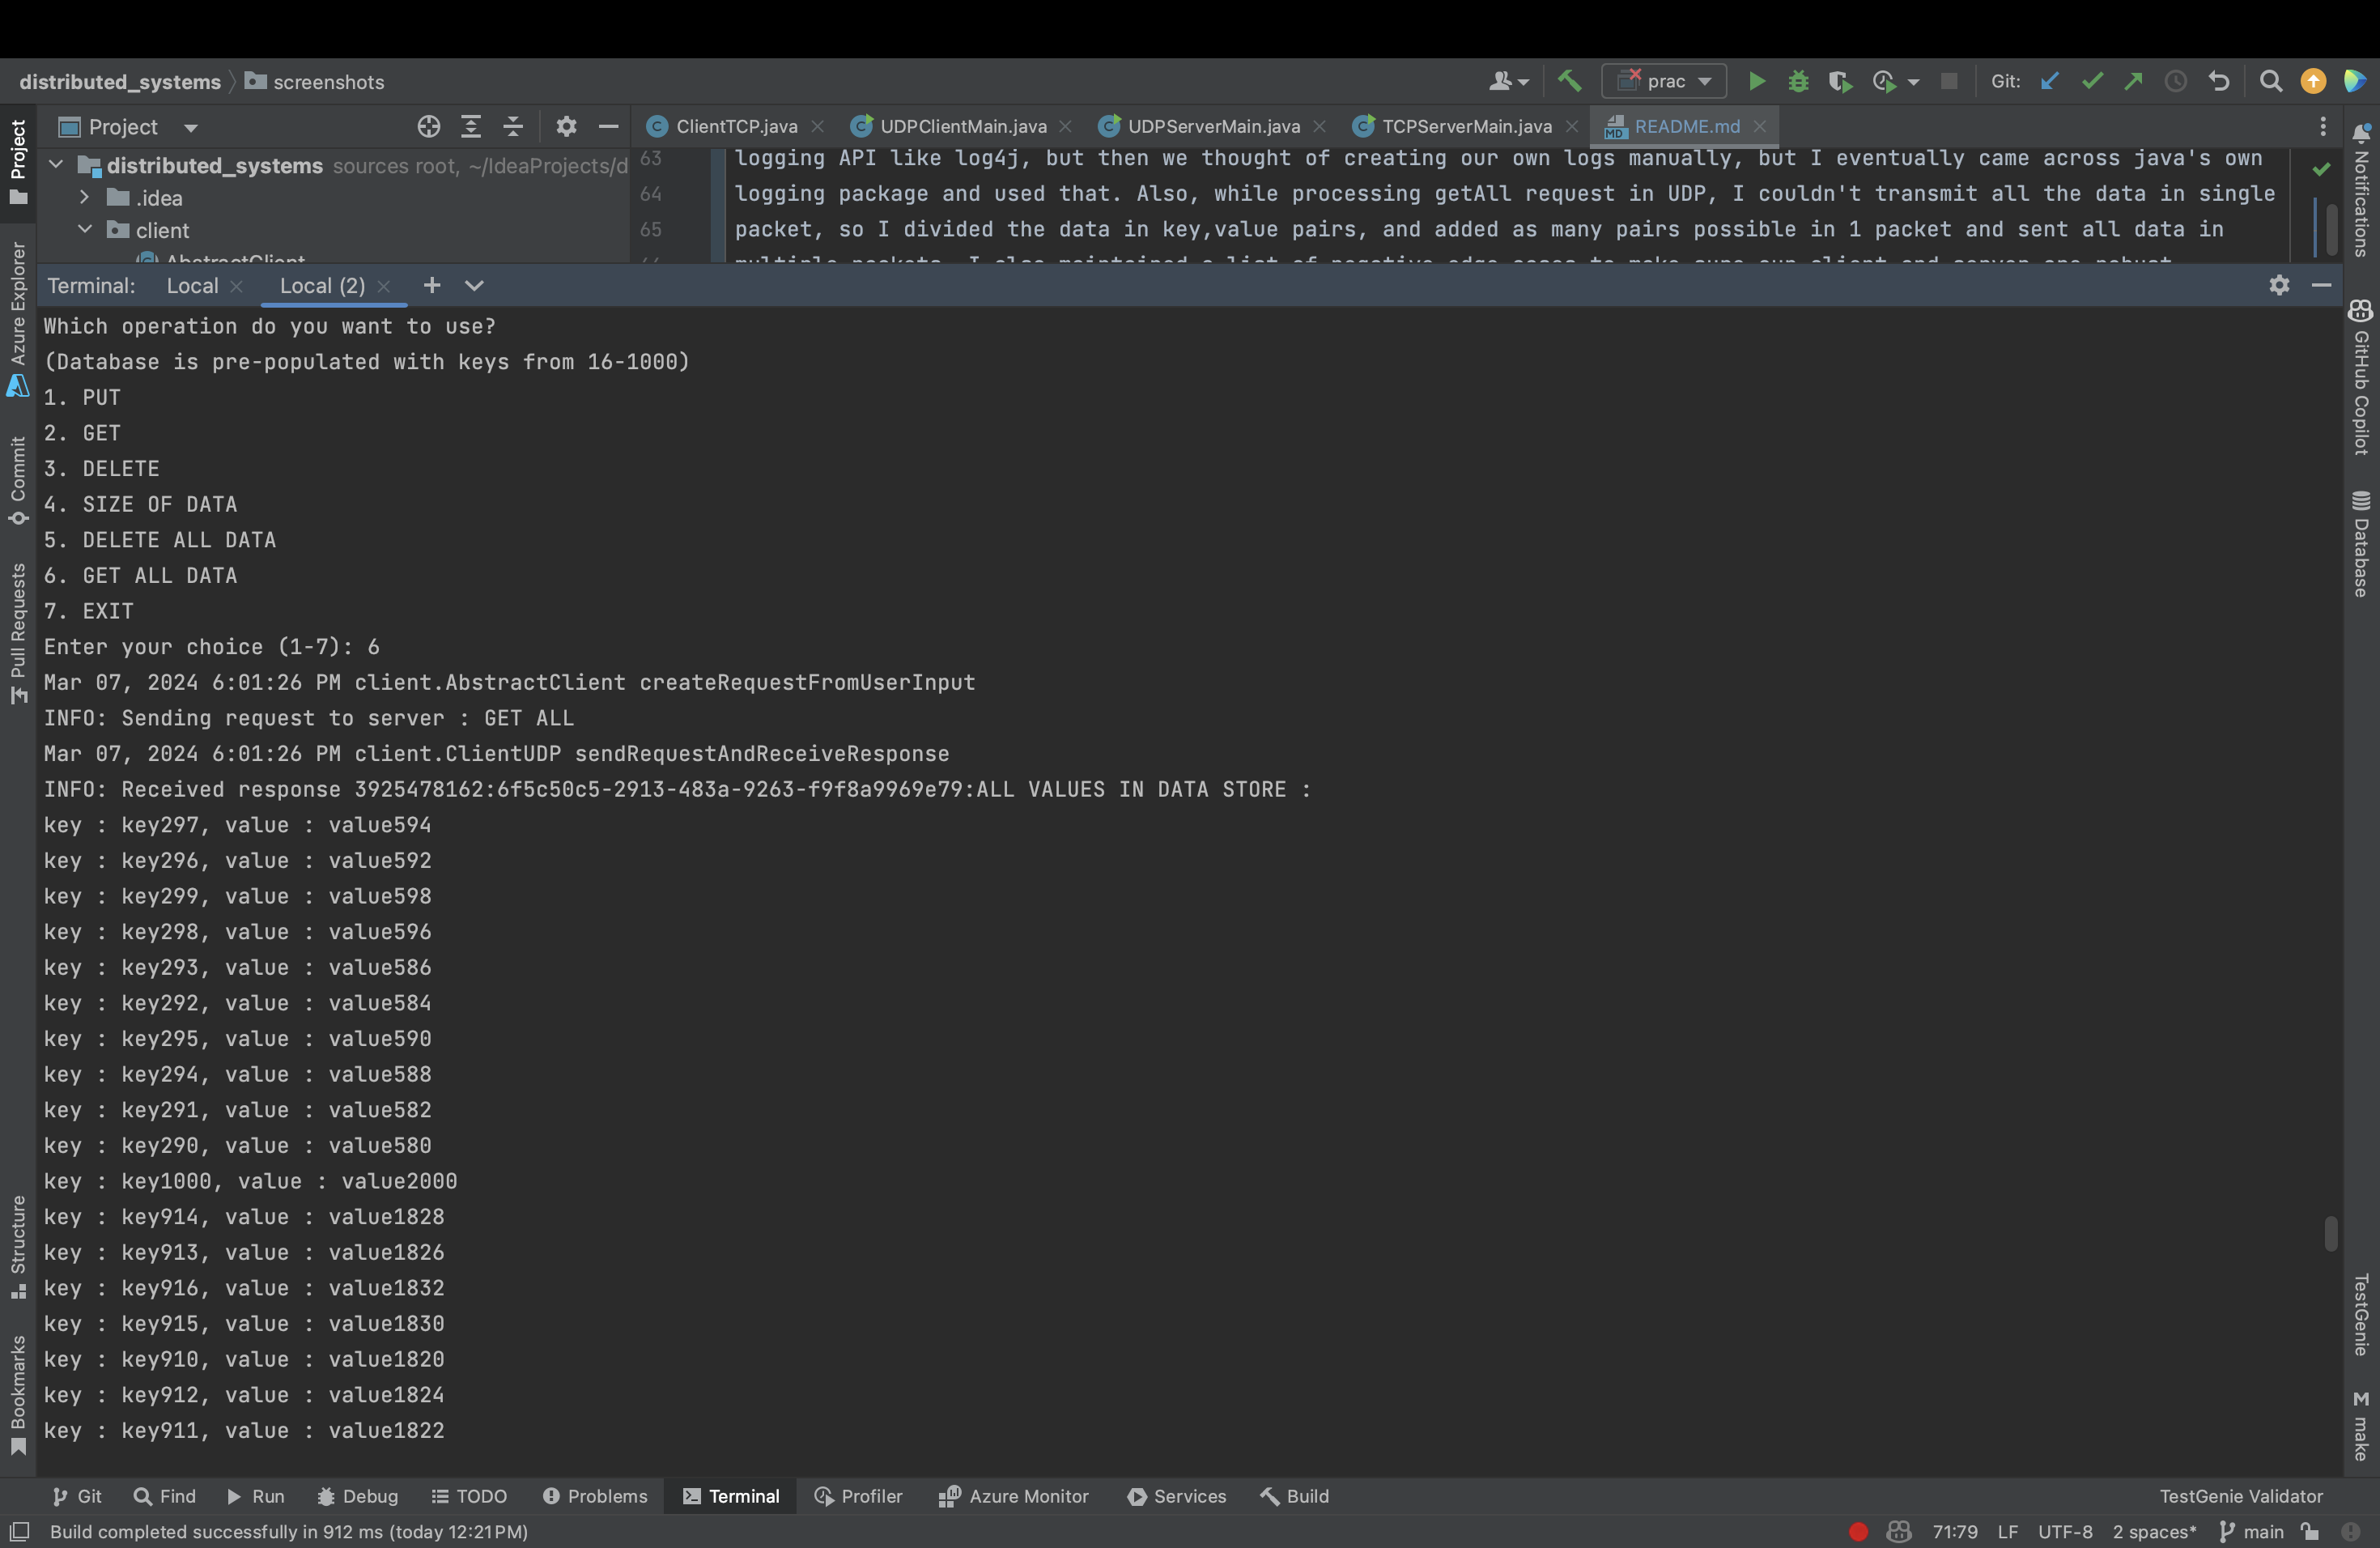 distributed_systems screenshots prac Git:
Project ClientTCP.java UDPClientMain.java UDPServerMain.java TCPServerMain.java README.md
distributed_systems sources root, ~/IdeaProjects/d
.idea
client
AbstractClient
63 logging API like log4j, but then we thought of creating our own logs manually, but I eventually came across java's own
64 logging package and used that. Also, while processing getAll request in UDP, I couldn't transmit all the data in single
65 packet, so I divided the data in key,value pairs, and added as many pairs possible in 1 packet and sent all data in
Terminal: Local Local (2)
Which operation do you want to use?
(Database is pre-populated with keys from 16-1000)
1. PUT
2. GET
3. DELETE
4. SIZE OF DATA
5. DELETE ALL DATA
6. GET ALL DATA
7. EXIT
Enter your choice (1-7): 6
Mar 07, 2024 6:01:26 PM client.AbstractClient createRequestFromUserInput
INFO: Sending request to server : GET ALL
Mar 07, 2024 6:01:26 PM client.ClientUDP sendRequestAndReceiveResponse
INFO: Received response 3925478162:6f5c50c5-2913-483a-9263-f9f8a9969e79:ALL VALUES IN DATA STORE :
key : key297, value : value594
key : key296, value : value592
key : key299, value : value598
key : key298, value : value596
key : key293, value : value586
key : key292, value : value584
key : key295, value : value590
key : key294, value : value588
key : key291, value : value582
key : key290, value : value580
key : key1000, value : value2000
key : key914, value : value1828
key : key913, value : value1826
key : key916, value : value1832
key : key915, value : value1830
key : key910, value : value1820
key : key912, value : value1824
key : key911, value : value1822
Project
Azure Explorer
Commit
Pull Requests
Structure
Bookmarks
Notifications
GitHub Copilot
Database
TestGenie
make
Git Find Run Debug TODO Problems Terminal Profiler Azure Monitor Services Build TestGenie Validator
Build completed successfully in 912 ms (today 12:21 PM) 71:79 LF UTF-8 2 spaces* main